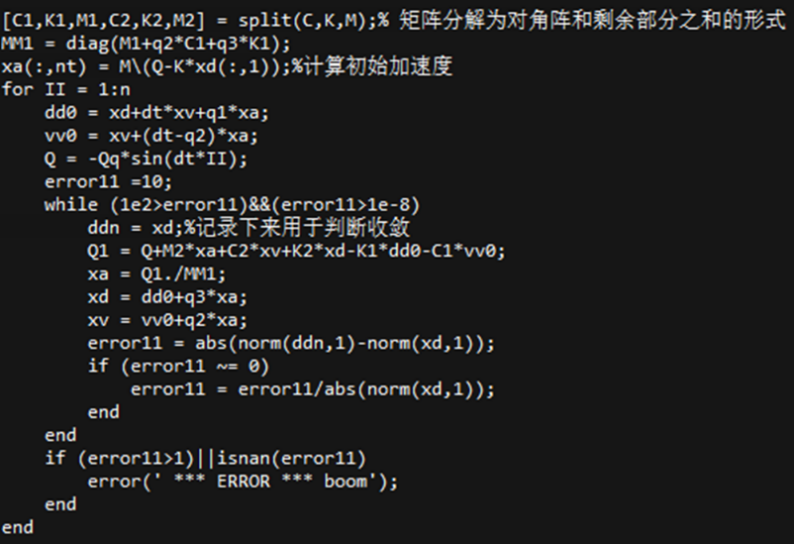 [C1,K1,M1,C2,K2,M2] = split(C,K,M);% 矩阵分解为对角阵和剩余部分之和的形式
MM1 = diag(M1+q2*C1+q3*K1);
xa(:,nt) = M\(Q-K*xd(:,1));%计算初始加速度
for II = 1:n
    dd0 = xd+dt*xv+q1*xa;
    vv0 = xv+(dt-q2)*xa;
    Q = -Qq*sin(dt*II);
    error11 =10;
    while (1e2>error11)&&(error11>1e-8)
        ddn = xd;%记录下来用于判断收敛
        Q1 = Q+M2*xa+C2*xv+K2*xd-K1*dd0-C1*vv0;
        xa = Q1./MM1;
        xd = dd0+q3*xa;
        xv = vv0+q2*xa;
        error11 = abs(norm(ddn,1)-norm(xd,1));
        if (error11 ~= 0)
            error11 = error11/abs(norm(xd,1));
        end
    end
    if (error11>1)||isnan(error11)
        error(' *** ERROR *** boom');
    end
end